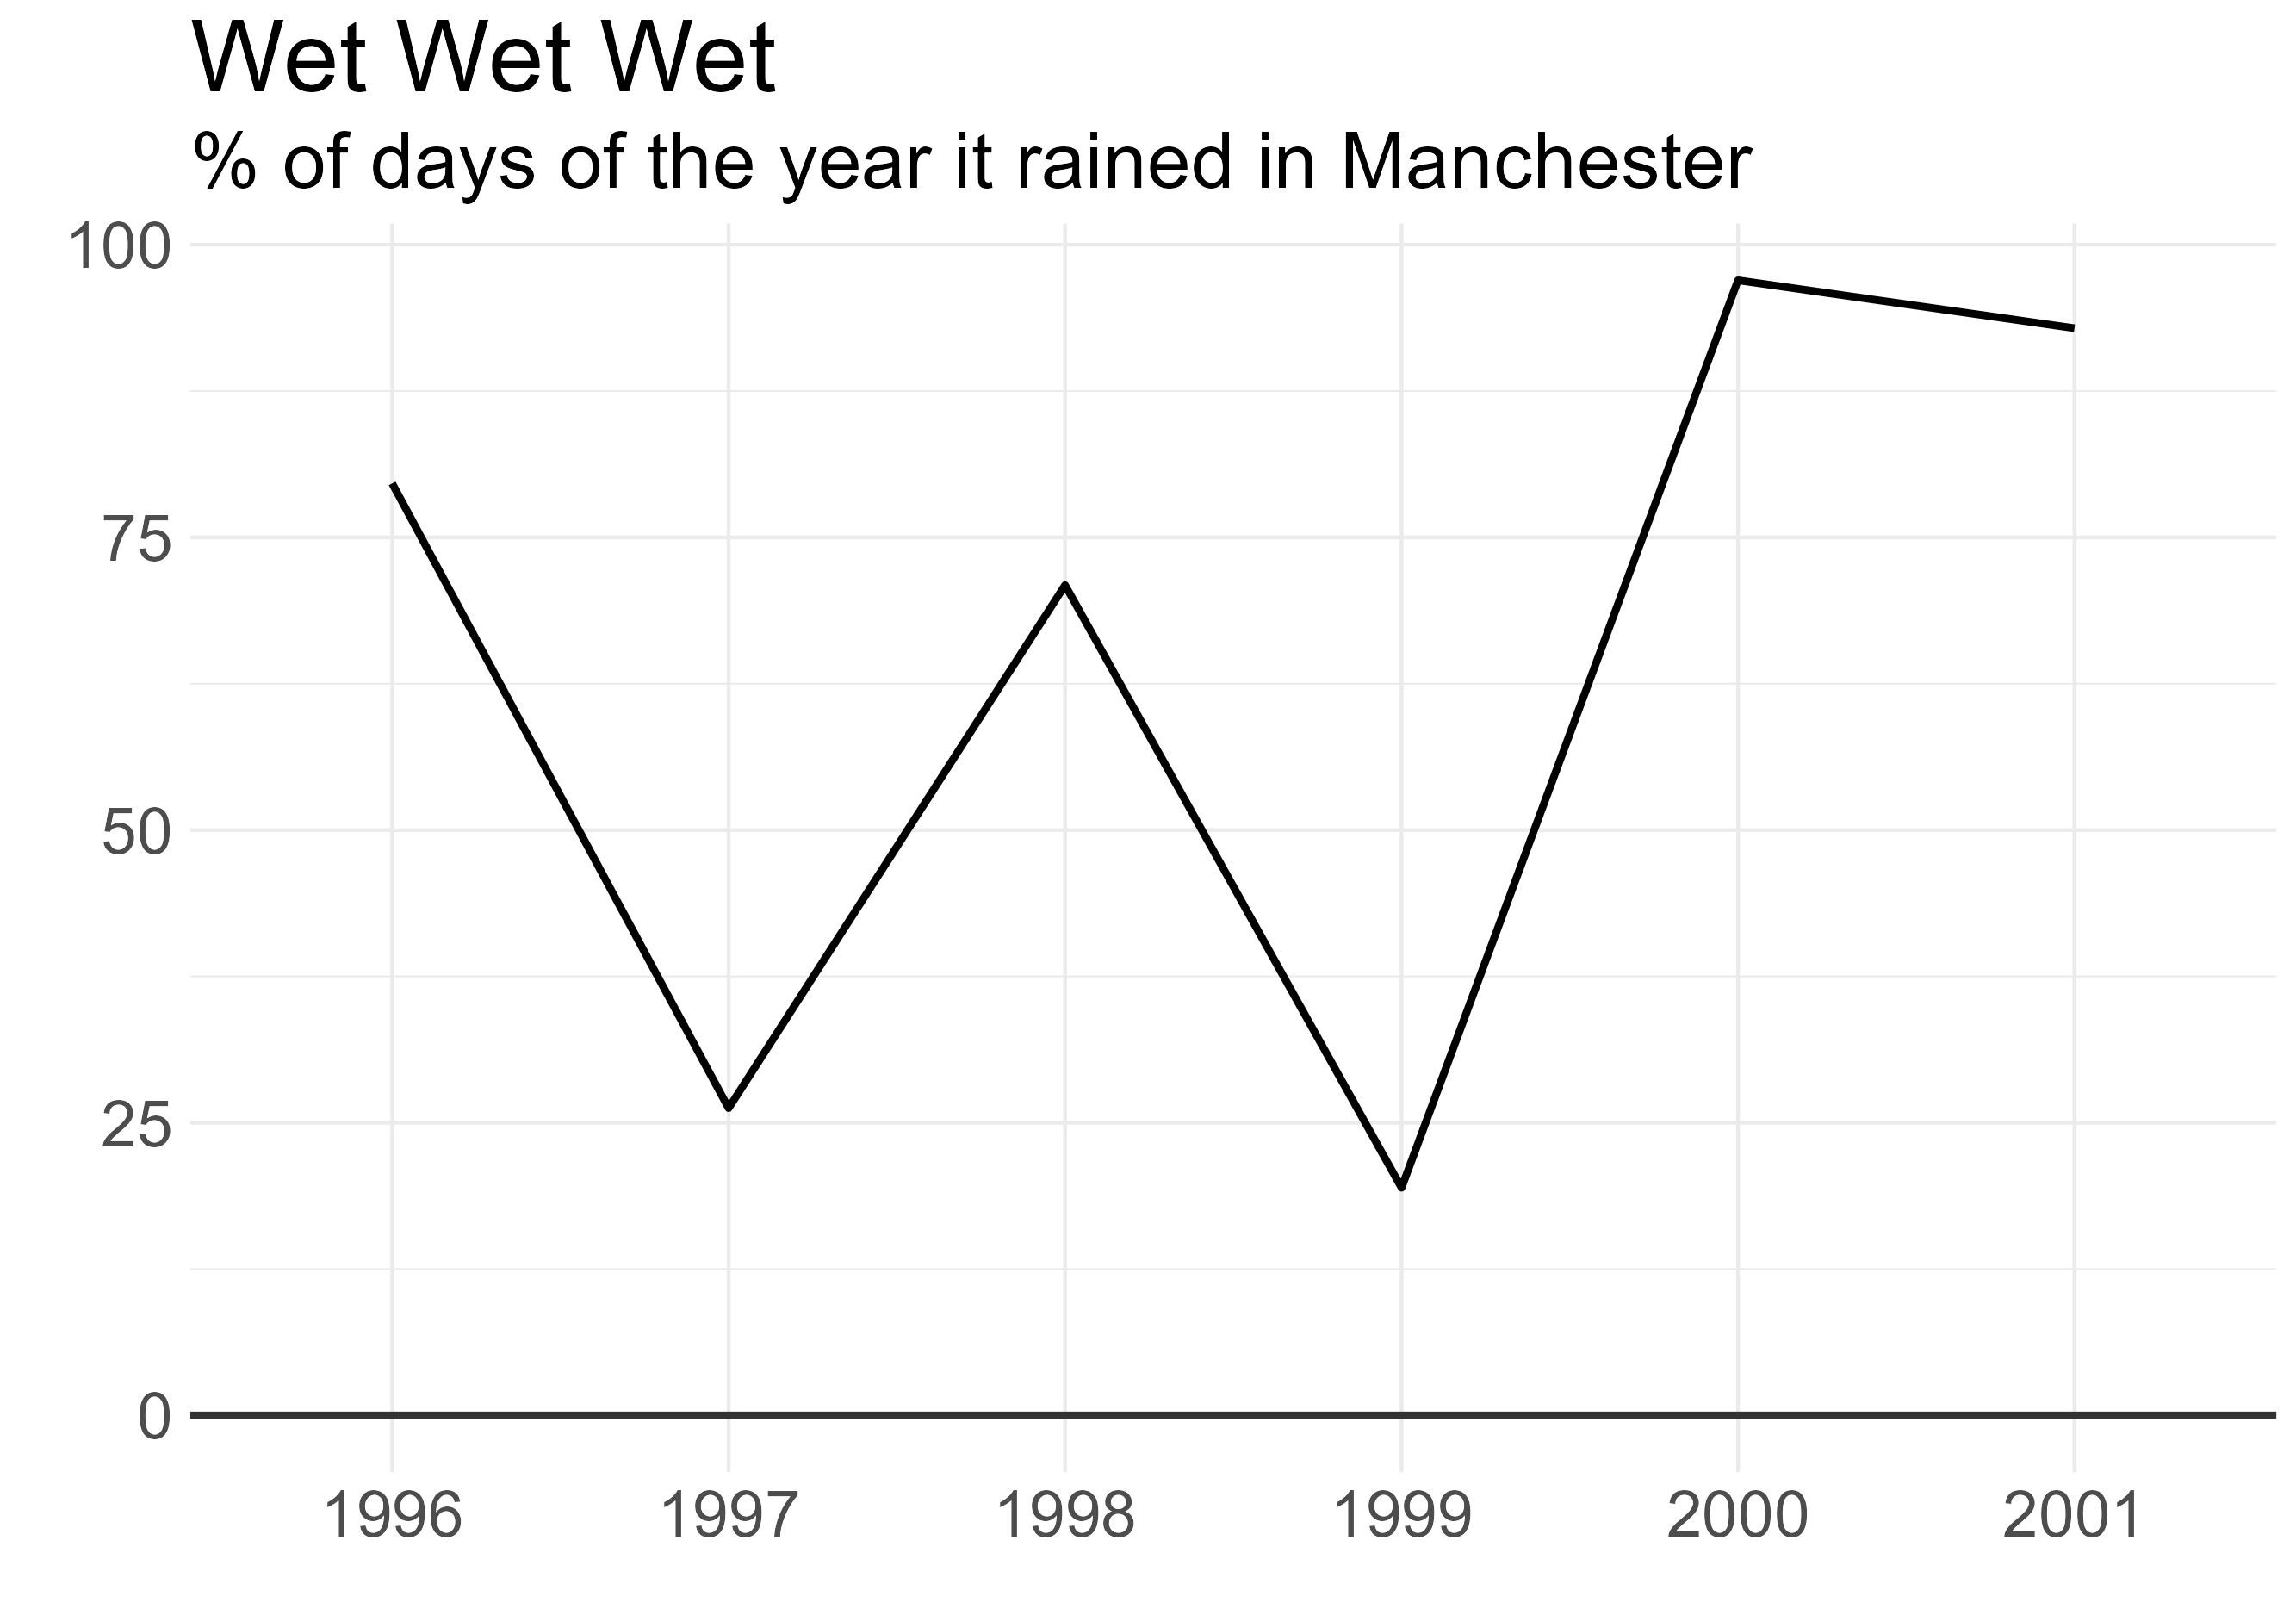 Wet Wet Wet
% of days of the year it rained in Manchester
100
75
50
25
0
1996 1997 1998 1999 2000 2001